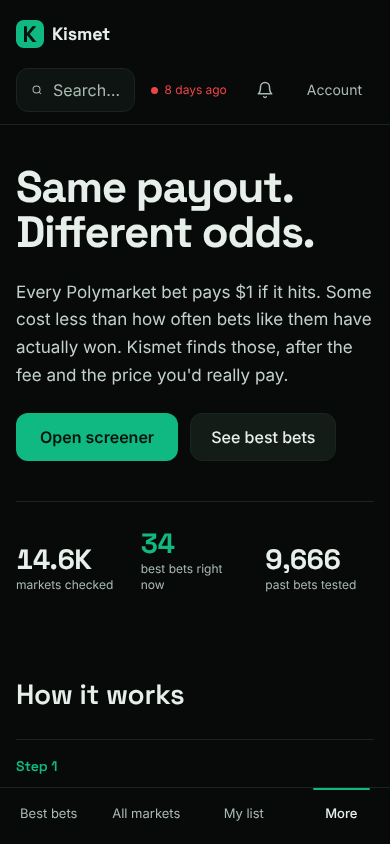 K Kismet
Search... 8 days ago Account
Same payout.
Different odds.
Every Polymarket bet pays $1 if it hits. Some
cost less than how often bets like them have
actually won. Kismet finds those, after the
fee and the price you'd really pay.
Open screener See best bets
14.6K
markets checked
34
best bets right
now
9,666
past bets tested
How it works
Step 1
Best bets All markets My list More